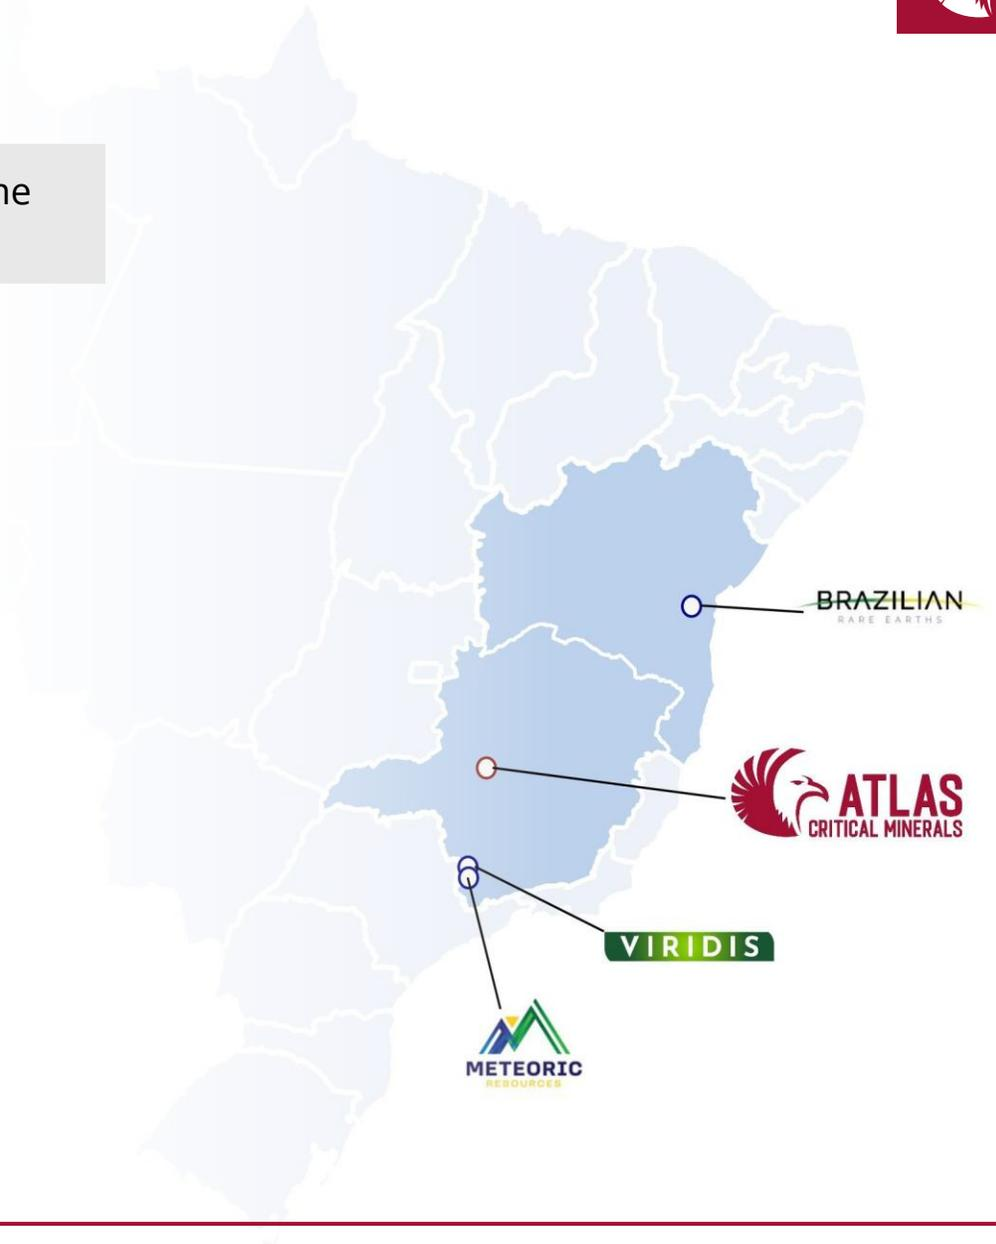 ne
BRAZILIAN
RARE EARTHS
ATLAS
CRITICAL MINERALS
VIRIDIS
METEORIC
RESOURCES